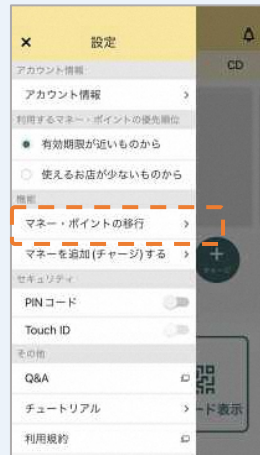 × 設定
CD
アカウント情報
アカウント情報 >
利用するマネー・ポイントの優先順位
有効期限が近いものから
使えるお店が少ないものから
機能
マネー・ポイントの移行 >
マネーを追加(チャージ)する >
チャージ
セキュリティ
PINコード
Touch ID
その他
Q&A
チュートリアル >
ード表示
利用規約